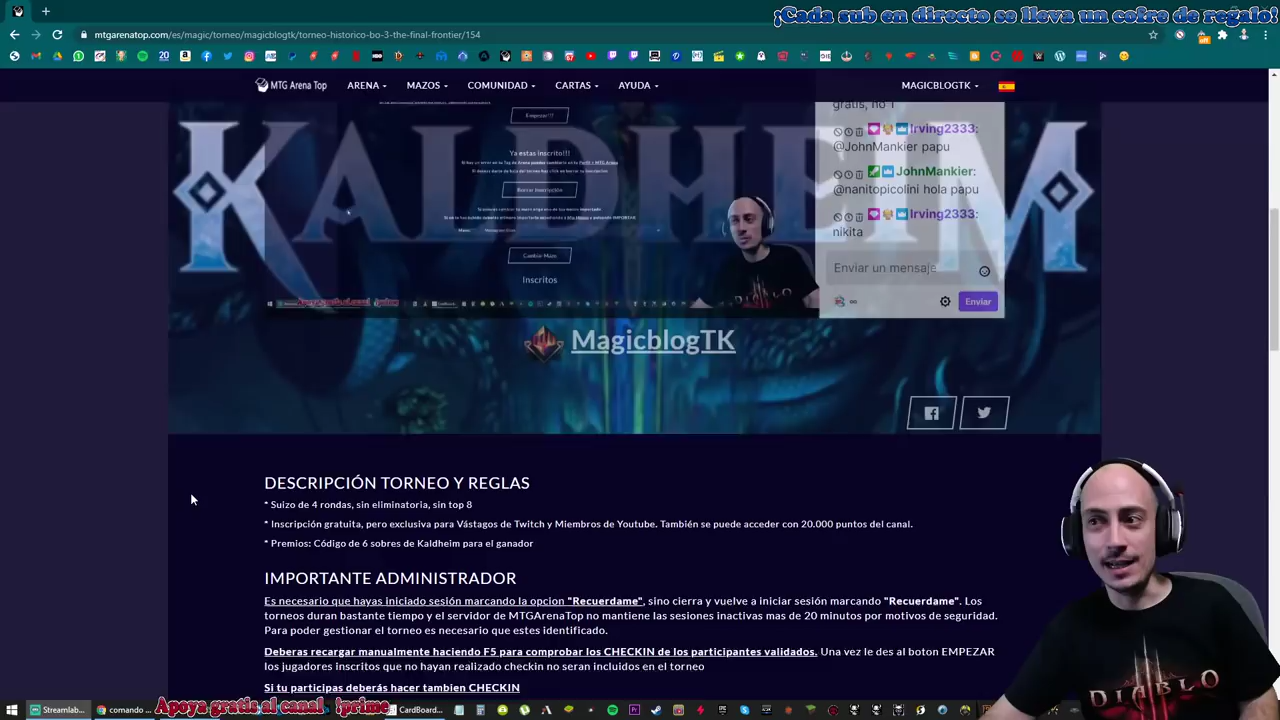 ¡Cada sub en directo se lleva un cofre de regalo!
mtgarenatop.com/es/magic/torneo/magicblogtk/torneo-historico-bo-3-the-final-frontier/154
MTG Arena Top ARENA MAZOS COMUNIDAD CARTAS AYUDA MAGICBLOGTK
KALDHEIM
Empezar!!!
Ya estas inscrito!!!
Borrar inscripción
Cambiar Mazo
Inscritos
gratis, no 1
Irving2333:
@JohnMankier papu
JohnMankier:
@nanitopicolini hola papu
Irving2333:
nikita
Enviar un mensaje
Enviar
MagicblogTK
DESCRIPCIÓN TORNEO Y REGLAS
* Suizo de 4 rondas, sin eliminatoria, sin top 8
* Inscripción gratuita, pero exclusiva para Vástagos de Twitch y Miembros de Youtube. También se puede acceder con 20.000 puntos del canal.
* Premios: Código de 6 sobres de Kaldheim para el ganador
IMPORTANTE ADMINISTRADOR
Es necesario que hayas iniciado sesión marcando la opcion "Recuerdame", sino cierra y vuelve a iniciar sesión marcando "Recuerdame". Los
torneos duran bastante tiempo y el servidor de MTGArenaTop no mantiene las sesiones inactivas mas de 20 minutos por motivos de seguridad.
Para poder gestionar el torneo es necesario que estes identificado.
Deberas recargar manualmente haciendo F5 para comprobar los CHECKIN de los participantes validados. Una vez le des al boton EMPEZAR
los jugadores inscritos que no hayan realizado checkin no seran incluidos en el torneo
Si tu participas deberás hacer tambien CHECKIN
DIABLO
Apoya gratis al canal !prime
Streamlab... comando ... CardBoard...